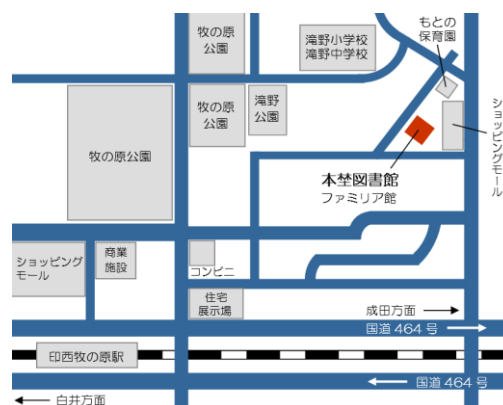 牧の原
公園
滝野小学校
滝野中学校
もとの
保育園
牧の原
公園
滝野
公園
牧の原公園
ショッピングモール
本埜図書館
ファミリア館
ショッピング
モール
商業
施設
コンビニ
住宅
展示場
成田方面
国道464号
印西牧の原駅
国道464号
白井方面